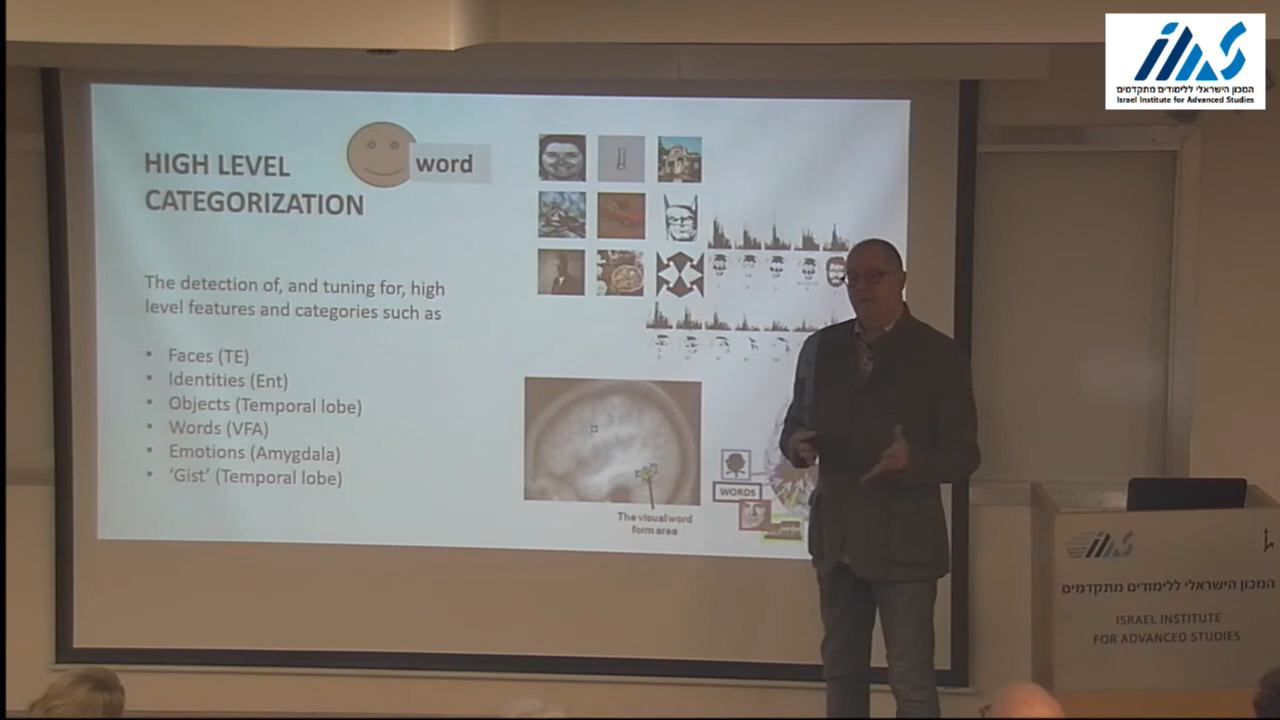 המכון הישראלי ללימודים מתקדמים
Israel Institute for Advanced Studies
HIGH LEVEL
CATEGORIZATION
word
The detection of, and tuning for, high
level features and categories such as
• Faces (TE)
• Identities (Ent)
• Objects (Temporal lobe)
• Words (VFA)
• Emotions (Amygdala)
• ‘Gist’ (Temporal lobe)
The visual word
form area
WORDS
המכון הישראלי ללימודים מתקדמים
ISRAEL INSTITUTE
FOR ADVANCED STUDIES